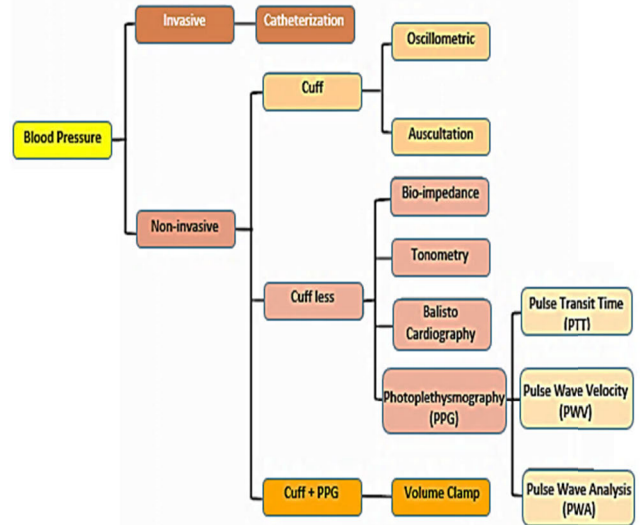 Invasive
Catheterization
Oscillometric
Cuff
Blood Pressure
Auscultation
Bio-impedance
Non-invasive
Tonometry
Cuff less
Balisto
Cardiography
Pulse Transit Time
(PTT)
Photoplethysmography
(PPG)
Pulse Wave Velocity
(PWV)
Cuff + PPG
Volume Clamp
Pulse Wave Analysis
(PWA)